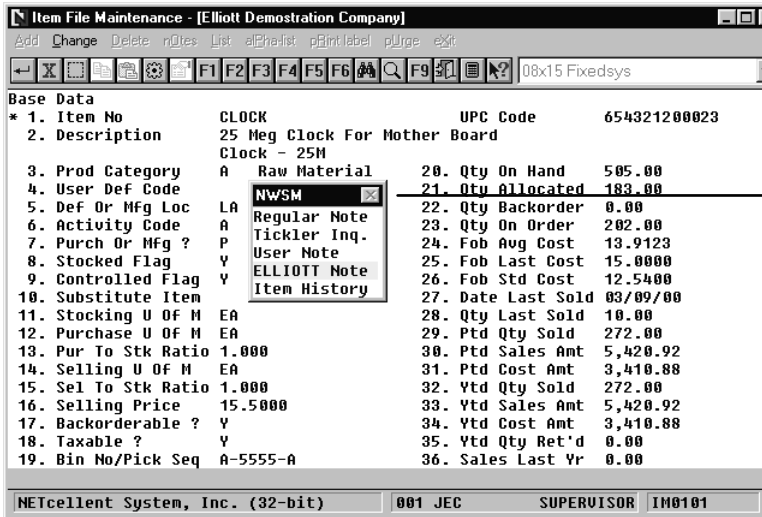 Item File Maintenance - [Elliott Demostration Company]
Add Change Delete nOtes List alPha-list pRint label pUrge eXit
X F1 F2 F3 F4 F5 F6 F9 ? 08x15 Fixedsys
Base Data
* 1. Item No CLOCK UPC Code 654321200023
2. Description 25 Meg Clock For Mother Board
Clock - 25M
3. Prod Category A Raw Material 20. Qty On Hand 505.00
4. User Def Code NWSM 21. Qty Allocated 183.00
5. Def Or Mfg Loc LA Regular Note 22. Qty Backorder 0.00
6. Activity Code A Tickler Inq. 23. Qty On Order 202.00
7. Purch Or Mfg ? P User Note 24. Fob Avg Cost 13.9123
8. Stocked Flag Y ELLIOTT Note 25. Fob Last Cost 15.0000
9. Controlled Flag Y Item History 26. Fob Std Cost 12.5400
10. Substitute Item 27. Date Last Sold 03/09/00
11. Stocking U Of M EA 28. Qty Last Sold 10.00
12. Purchase U Of M EA 29. Ptd Qty Sold 272.00
13. Pur To Stk Ratio 1.000 30. Ptd Sales Amt 5,420.92
14. Selling U Of M EA 31. Ptd Cost Amt 3,410.88
15. Sel To Stk Ratio 1.000 32. Ytd Qty Sold 272.00
16. Selling Price 15.5000 33. Ytd Sales Amt 5,420.92
17. Backorderable ? Y 34. Ytd Cost Amt 3,410.88
18. Taxable ? Y 35. Ytd Qty Ret'd 0.00
19. Bin No/Pick Seq A-5555-A 36. Sales Last Yr 0.00
NETcellent System, Inc. (32-bit) 001 JEC SUPERVISOR IM0101